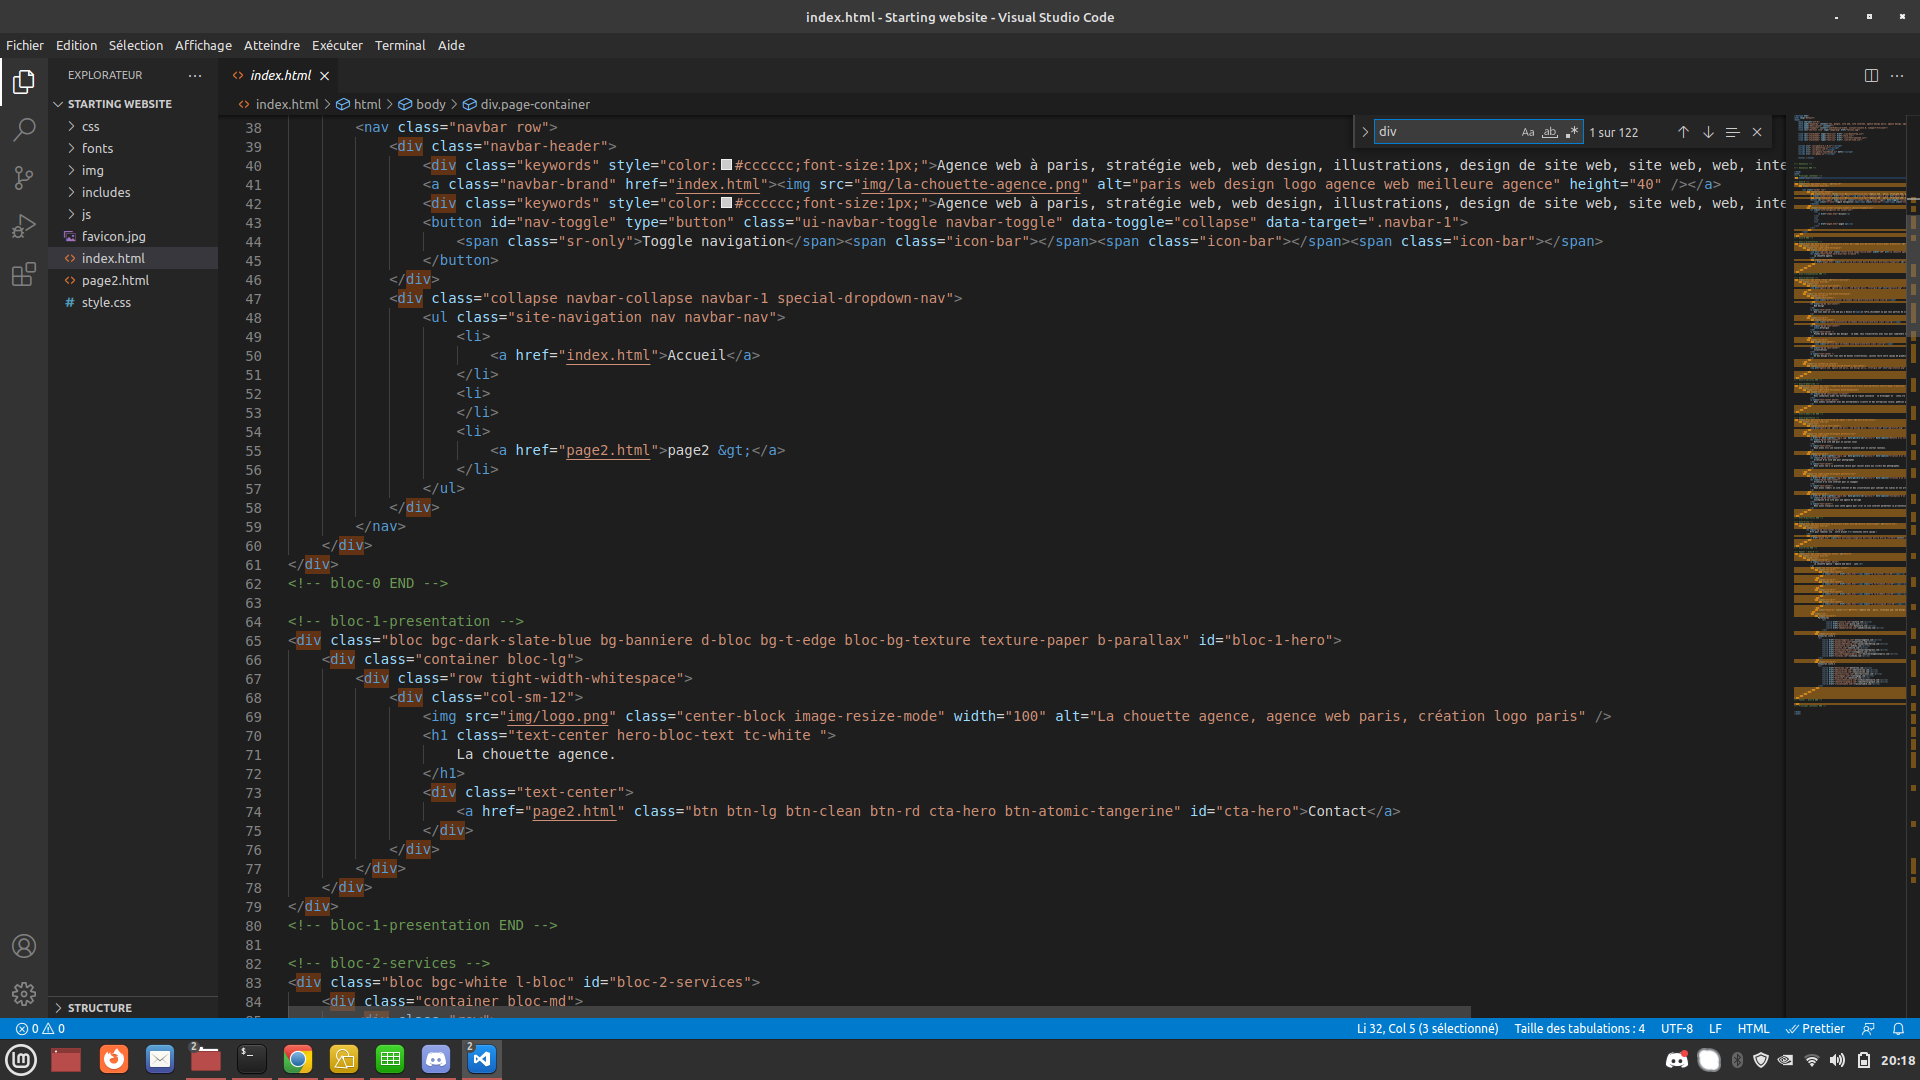 index.html - Starting website - Visual Studio Code
Fichier Edition Sélection Affichage Atteindre Exécuter Terminal Aide
EXPLORATEUR
index.html
STARTING WEBSITE
index.html > html > body > div.page-container
css
fonts
img
includes
js
favicon.jpg
index.html
page2.html
style.css
STRUCTURE
div
Aa ab 1 sur 122
38 <nav class="navbar row">
39 <div class="navbar-header">
40 <div class="keywords" style="color:#cccccc;font-size:1px;">Agence web à paris, stratégie web, web design, illustrations, design de site web, site web, web, inte
41 <a class="navbar-brand" href="index.html"><img src="img/la-chouette-agence.png" alt="paris web design logo agence web meilleure agence" height="40" /></a>
42 <div class="keywords" style="color:#cccccc;font-size:1px;">Agence web à paris, stratégie web, web design, illustrations, design de site web, site web, web, inte
43 <button id="nav-toggle" type="button" class="ui-navbar-toggle navbar-toggle" data-toggle="collapse" data-target=".navbar-1">
44 <span class="sr-only">Toggle navigation</span><span class="icon-bar"></span><span class="icon-bar"></span><span class="icon-bar"></span>
45 </button>
46 </div>
47 <div class="collapse navbar-collapse navbar-1 special-dropdown-nav">
48 <ul class="site-navigation nav navbar-nav">
49 <li>
50 <a href="index.html">Accueil</a>
51 </li>
52 <li>
53 </li>
54 <li>
55 <a href="page2.html">page2 &gt;</a>
56 </li>
57 </ul>
58 </div>
59 </nav>
60 </div>
61 </div>
62 <!-- bloc-0 END -->
63
64 <!-- bloc-1-presentation -->
65 <div class="bloc bgc-dark-slate-blue bg-banniere d-bloc bg-t-edge bloc-bg-texture texture-paper b-parallax" id="bloc-1-hero">
66 <div class="container bloc-lg">
67 <div class="row tight-width-whitespace">
68 <div class="col-sm-12">
69 <img src="img/logo.png" class="center-block image-resize-mode" width="100" alt="La chouette agence, agence web paris, création logo paris" />
70 <h1 class="text-center hero-bloc-text tc-white ">
71 La chouette agence.
72 </h1>
73 <div class="text-center">
74 <a href="page2.html" class="btn btn-lg btn-clean btn-rd cta-hero btn-atomic-tangerine" id="cta-hero">Contact</a>
75 </div>
76 </div>
77 </div>
78 </div>
79 </div>
80 <!-- bloc-1-presentation END -->
81
82 <!-- bloc-2-services -->
83 <div class="bloc bgc-white l-bloc" id="bloc-2-services">
84 <div class="container bloc-md">
0 0 Li 32, Col 5 (3 sélectionné) Taille des tabulations : 4 UTF-8 LF HTML Prettier
2 2 20:18